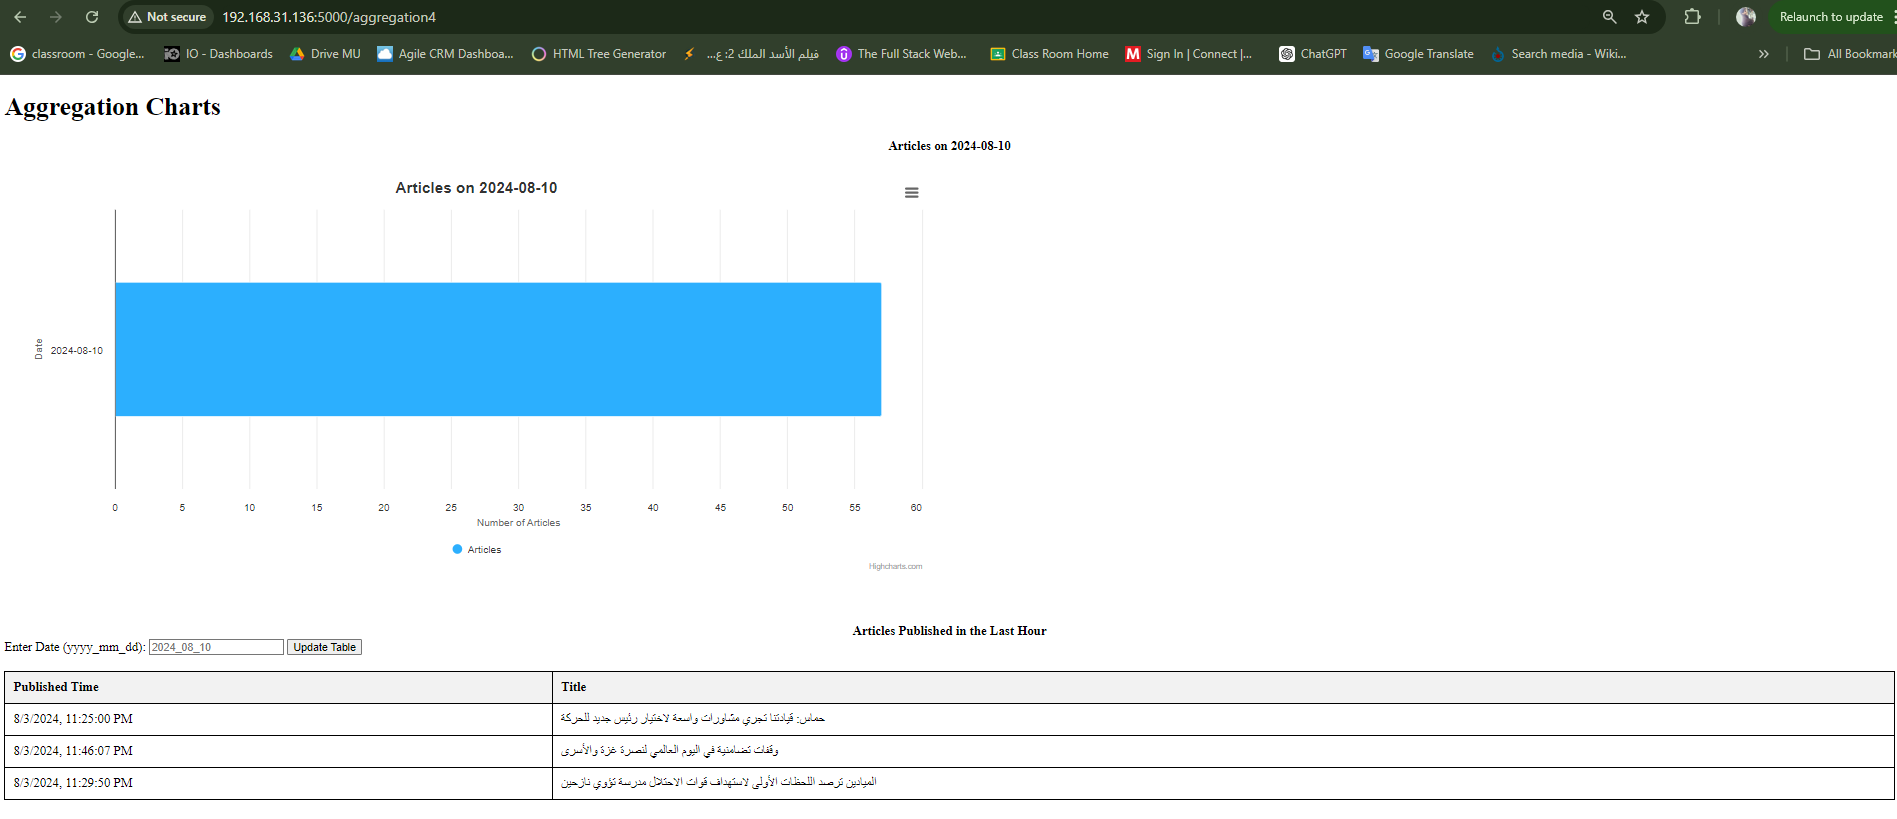 Not secure 192.168.31.136:5000/aggregation4 Relaunch to update
classroom - Google... IO - Dashboards Drive MU Agile CRM Dashboa... HTML Tree Generator فيلم الأسد الملك 2: ع... The Full Stack Web... Class Room Home Sign In | Connect |... ChatGPT Google Translate Search media - Wiki... » All Bookmark
Aggregation Charts
Articles on 2024-08-10
Articles on 2024-08-10
Date
2024-08-10
0 5 10 15 20 25 30 35 40 45 50 55 60
Number of Articles
Articles
Highcharts.com
Articles Published in the Last Hour
Enter Date (yyyy_mm_dd): 2024_08_10 Update Table
Published Time Title
8/3/2024, 11:25:00 PM حماس: قيادتنا تجري مشاورات واسعة لاختيار رئيس جديد للحركة
8/3/2024, 11:46:07 PM وقفات تضامنية في اليوم العالمي لنصرة غزة والأسرى
8/3/2024, 11:29:50 PM الميادين ترصد اللحظات الأولى لاستهداف قوات الاحتلال مدرسة تؤوي نازحين